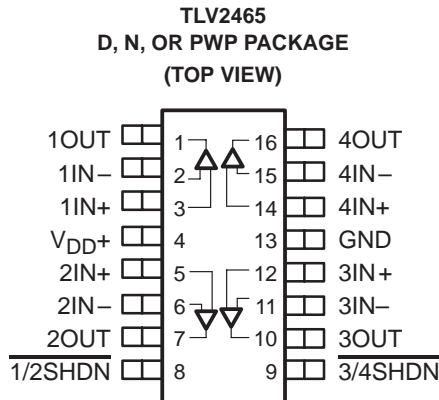 TLV2465
D, N, OR PWP PACKAGE
(TOP VIEW)
1OUT 1 16 4OUT
1IN– 2 15 4IN–
1IN+ 3 14 4IN+
VDD+ 4 13 GND
2IN+ 5 12 3IN+
2IN– 6 11 3IN–
2OUT 7 10 3OUT
1/2SHDN 8 9 3/4SHDN